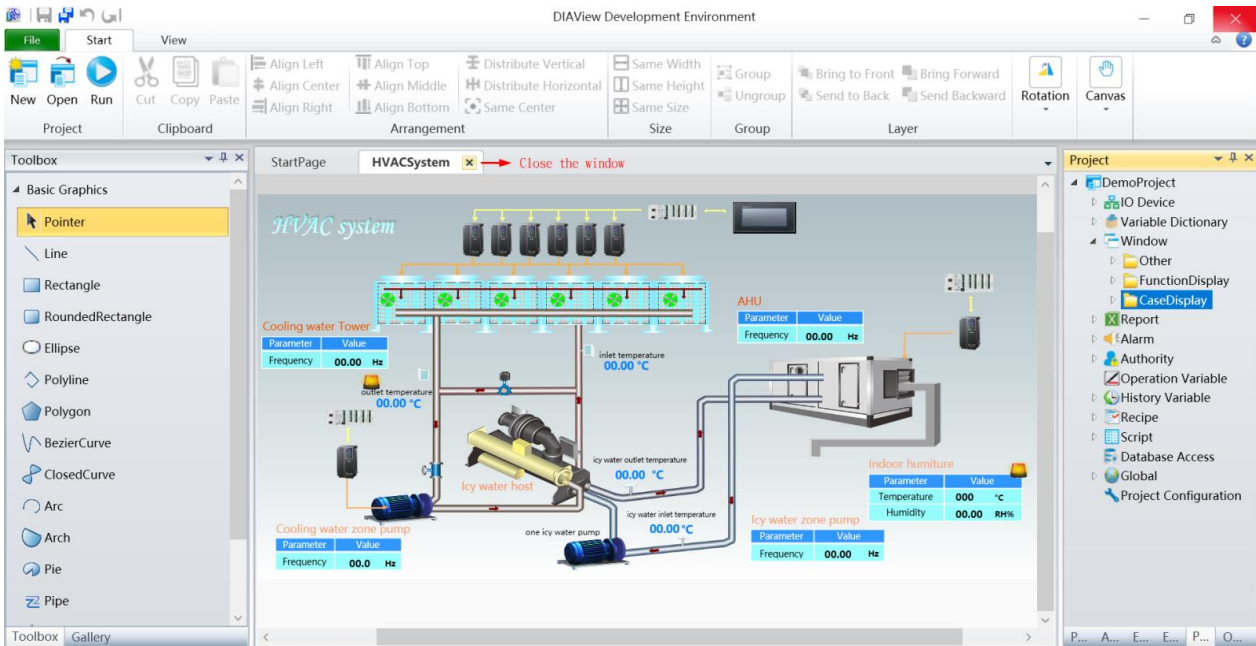 DIAView Development Environment
File Start View
New Open Run
Cut Copy Paste
Align Left Align Top Distribute Vertical
Align Center Align Middle Distribute Horizontal
Align Right Align Bottom Same Center
Same Width
Same Height
Same Size
Group
Ungroup
Bring to Front Bring Forward
Send to Back Send Backward
Rotation Canvas
Project Clipboard Arrangement Size Group Layer
Toolbox
Basic Graphics
Pointer
Line
Rectangle
RoundedRectangle
Ellipse
Polyline
Polygon
BezierCurve
ClosedCurve
Arc
Arch
Pie
Pipe
Toolbox Gallery
StartPage HVACSystem Close the window
HVAC system
Cooling water Tower
Parameter Value
Frequency 00.00 Hz
outlet temperature
00.00 °C
inlet temperature
00.00 °C
AHU
Parameter Value
Frequency 00.00 Hz
Icy water host
icy water outlet temperature
00.00 °C
icy water inlet temperature
00.00 °C
one icy water pump
Indoor humiture
Parameter Value
Temperature 000 °C
Humidity 00.00 RH%
Cooling water zone pump
Parameter Value
Frequency 00.0 Hz
Icy water zone pump
Parameter Value
Frequency 00.00 Hz
Project
DemoProject
IO Device
Variable Dictionary
Window
Other
FunctionDisplay
CaseDisplay
Report
Alarm
Authority
Operation Variable
History Variable
Recipe
Script
Database Access
Global
Project Configuration
P... A... E... E... P... O...